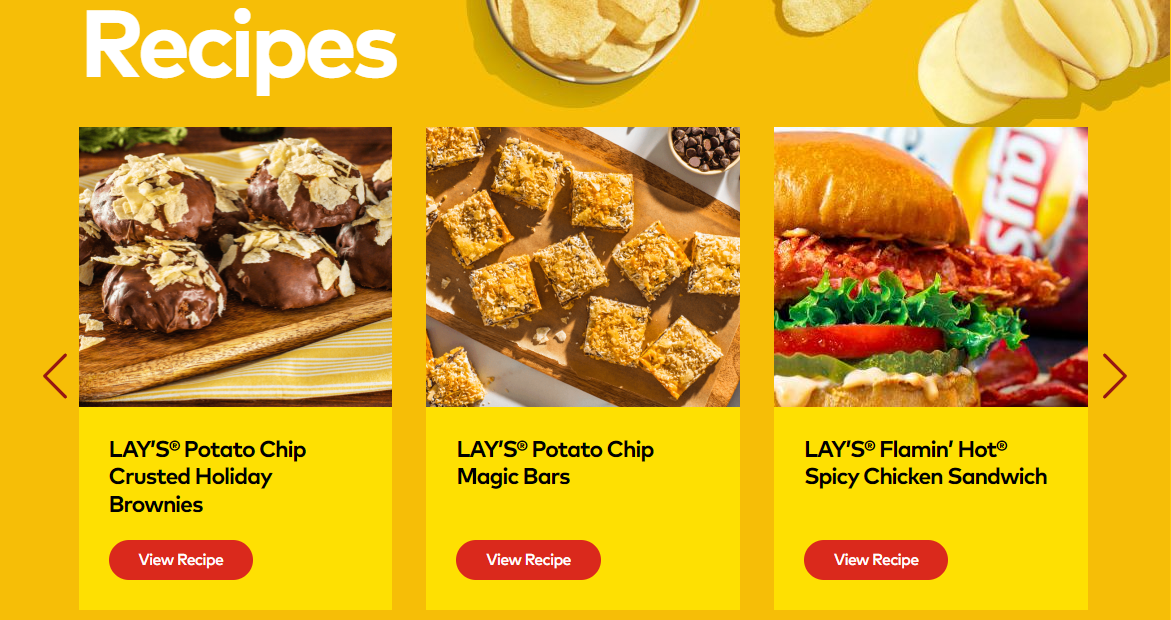 Recipes
LAY'S® Potato Chip
Crusted Holiday
Brownies
View Recipe
LAY'S® Potato Chip
Magic Bars
View Recipe
Lay's
LAY'S® Flamin' Hot®
Spicy Chicken Sandwich
View Recipe